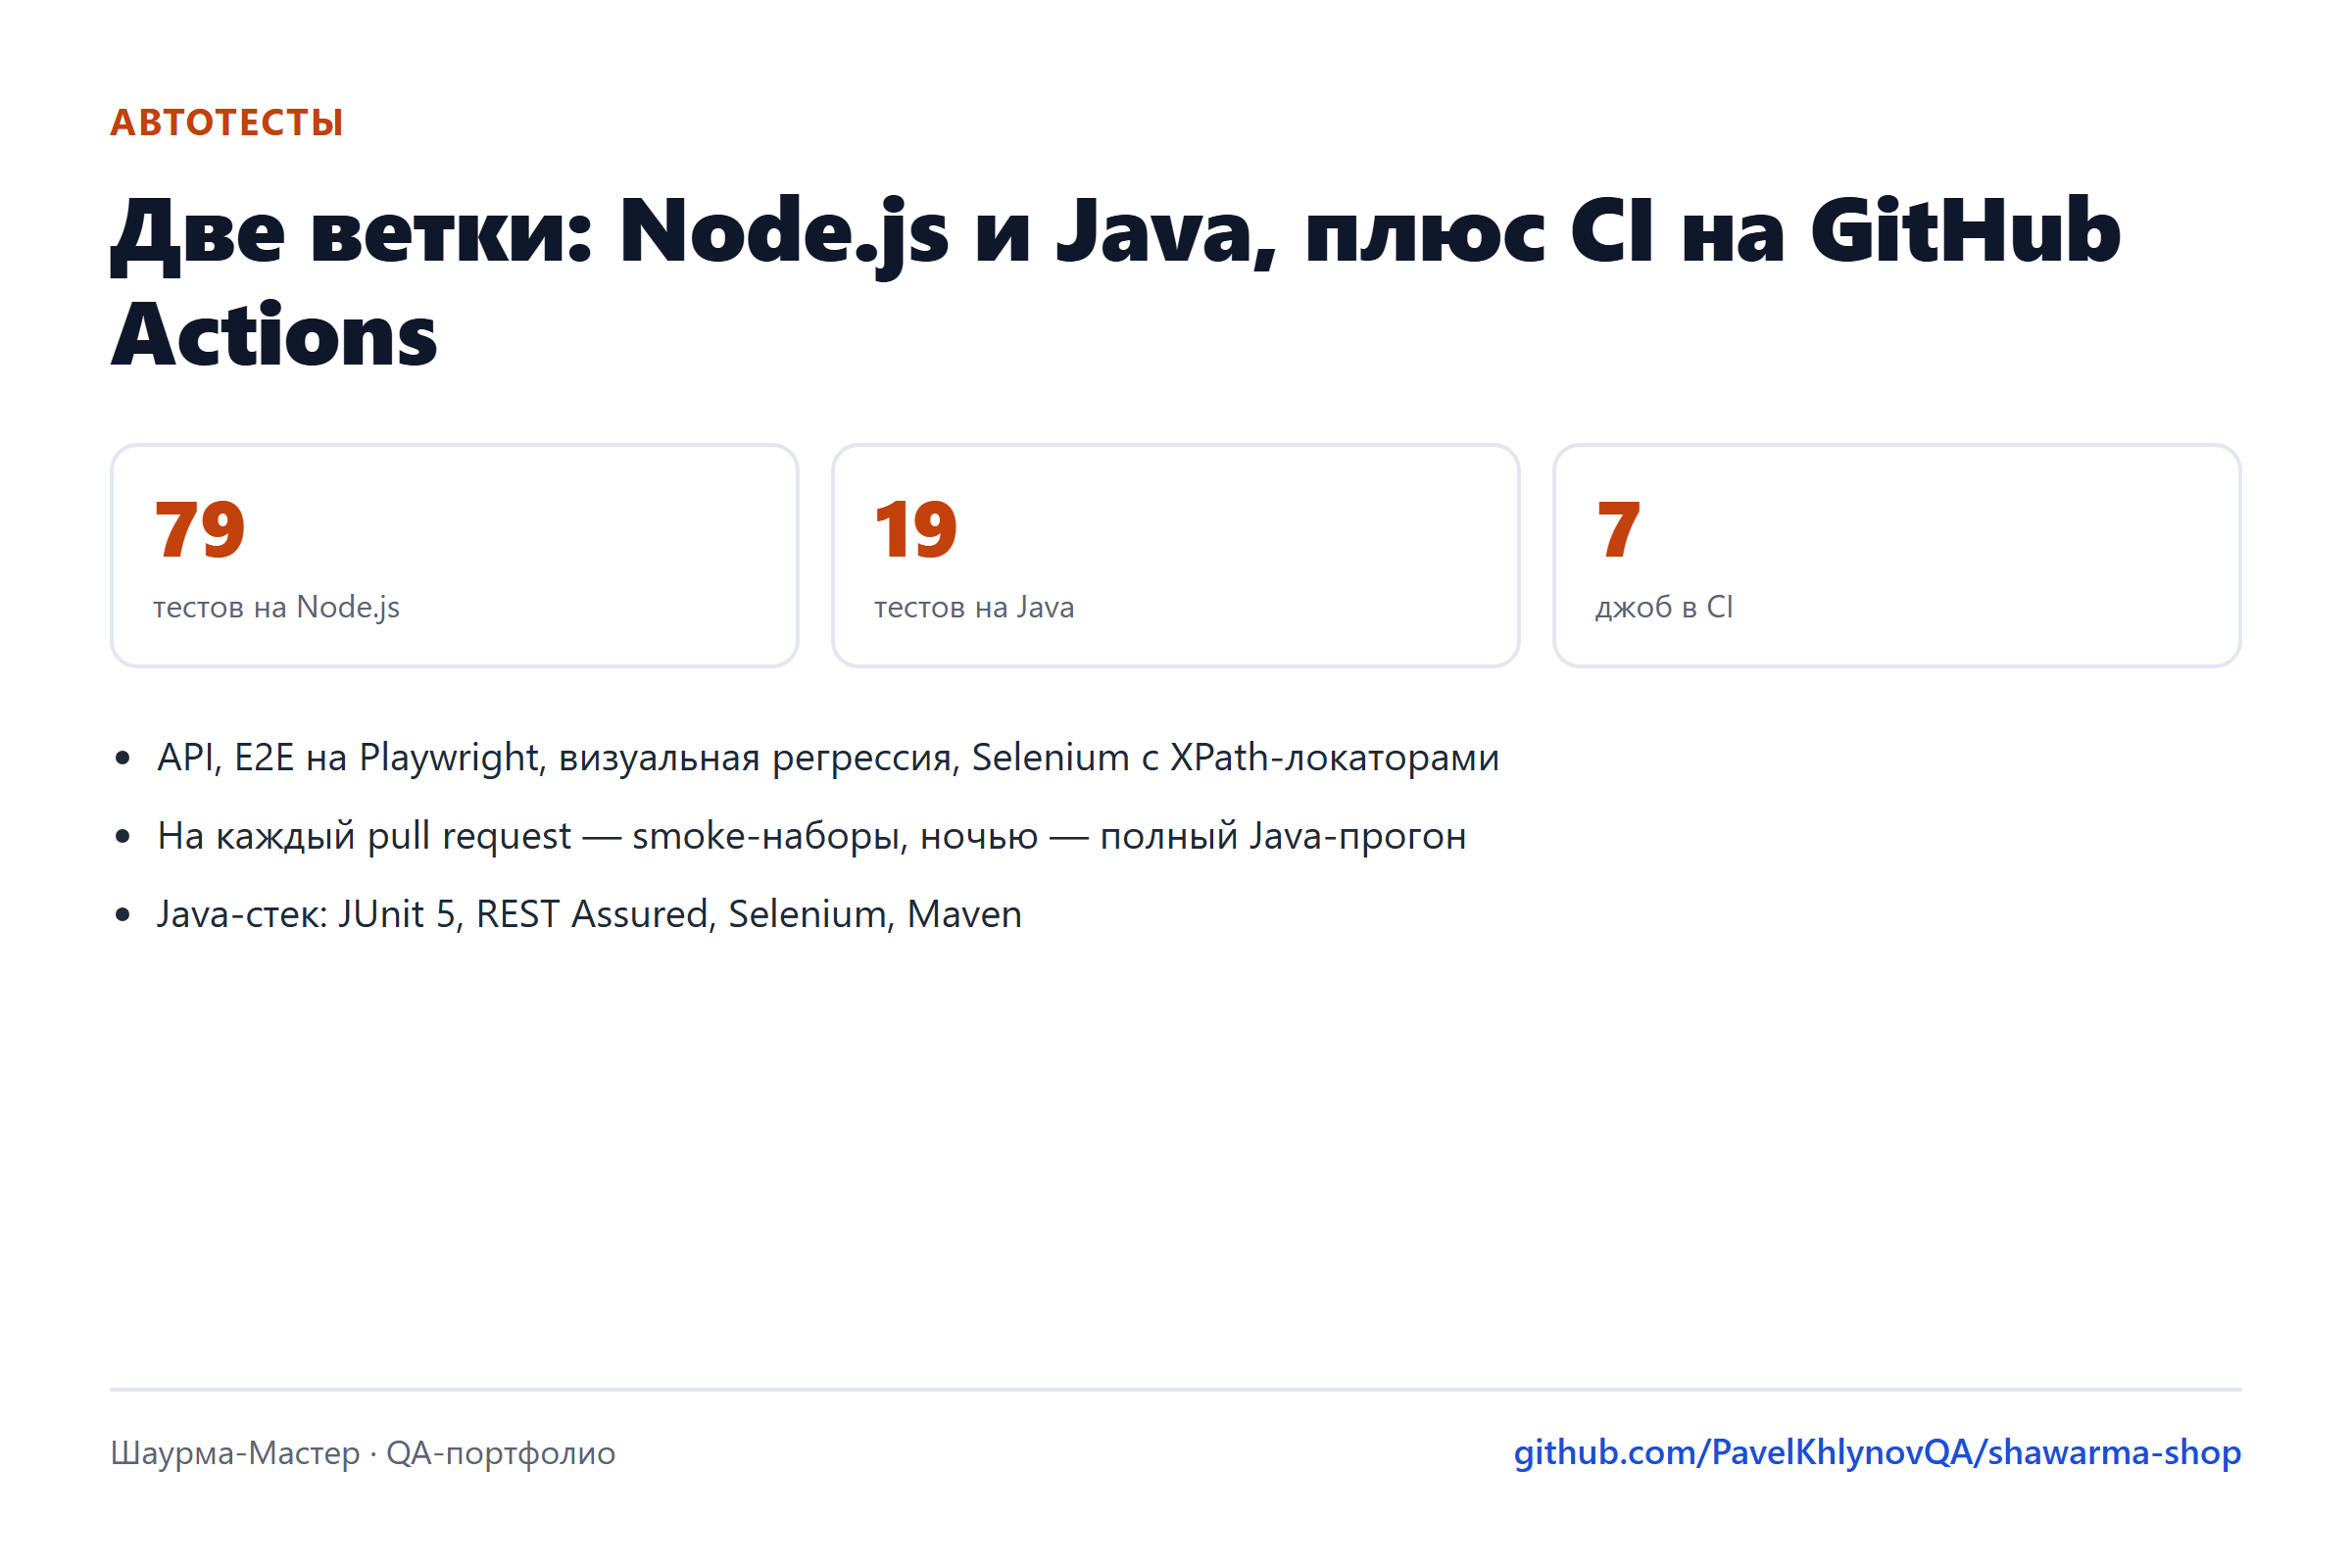 АВТОТЕСТЫ
Две ветки: Node.js и Java, плюс CI на GitHub
Actions
79
тестов на Node.js
19
тестов на Java
7
джоб в CI
• API, E2E на Playwright, визуальная регрессия, Selenium с XPath-локаторами
• На каждый pull request — smoke-наборы, ночью — полный Java-прогон
• Java-стек: JUnit 5, REST Assured, Selenium, Maven
Шаурма-Мастер · QA-портфолио
github.com/PavelKhlynovQA/shawarma-shop